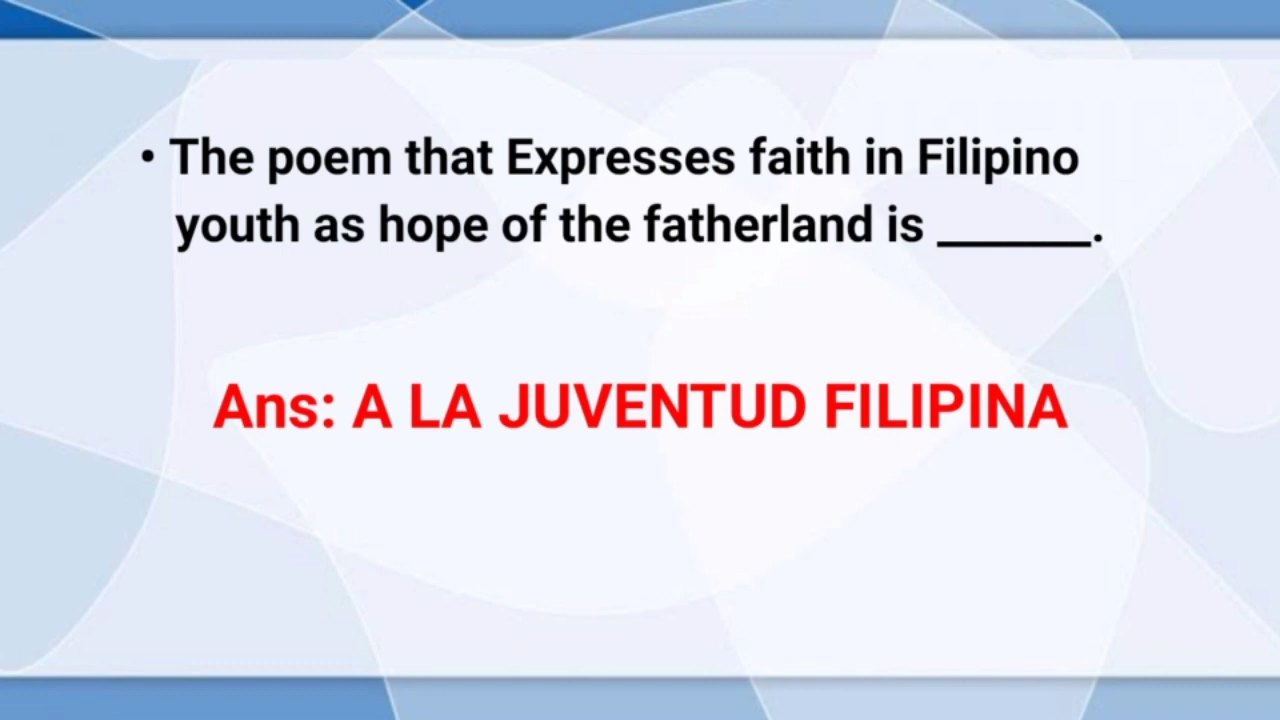 • The poem that Expresses faith in Filipino
youth as hope of the fatherland is ______.
Ans: A LA JUVENTUD FILIPINA